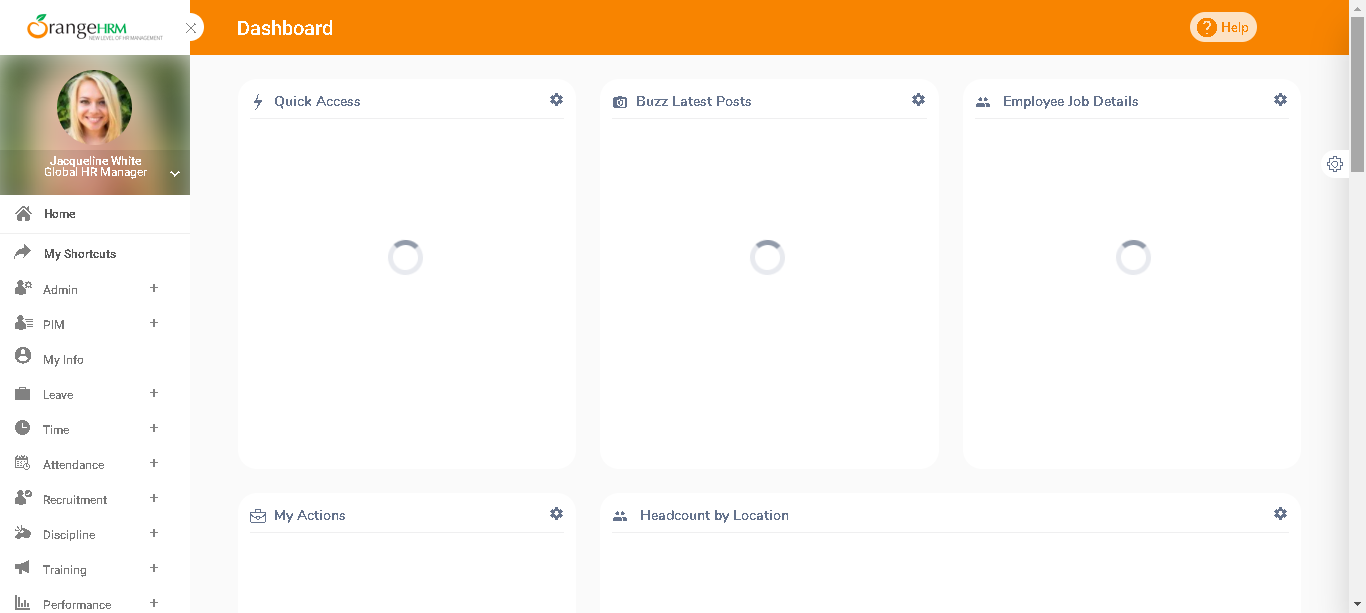 OrangeHRM
NEW LEVEL OF HR MANAGEMENT
Dashboard
Help
Jacqueline White
Global HR Manager
Home
My Shortcuts
Admin
PIM
My Info
Leave
Time
Attendance
Recruitment
Discipline
Training
Performance
Quick Access
Buzz Latest Posts
Employee Job Details
My Actions
Headcount by Location